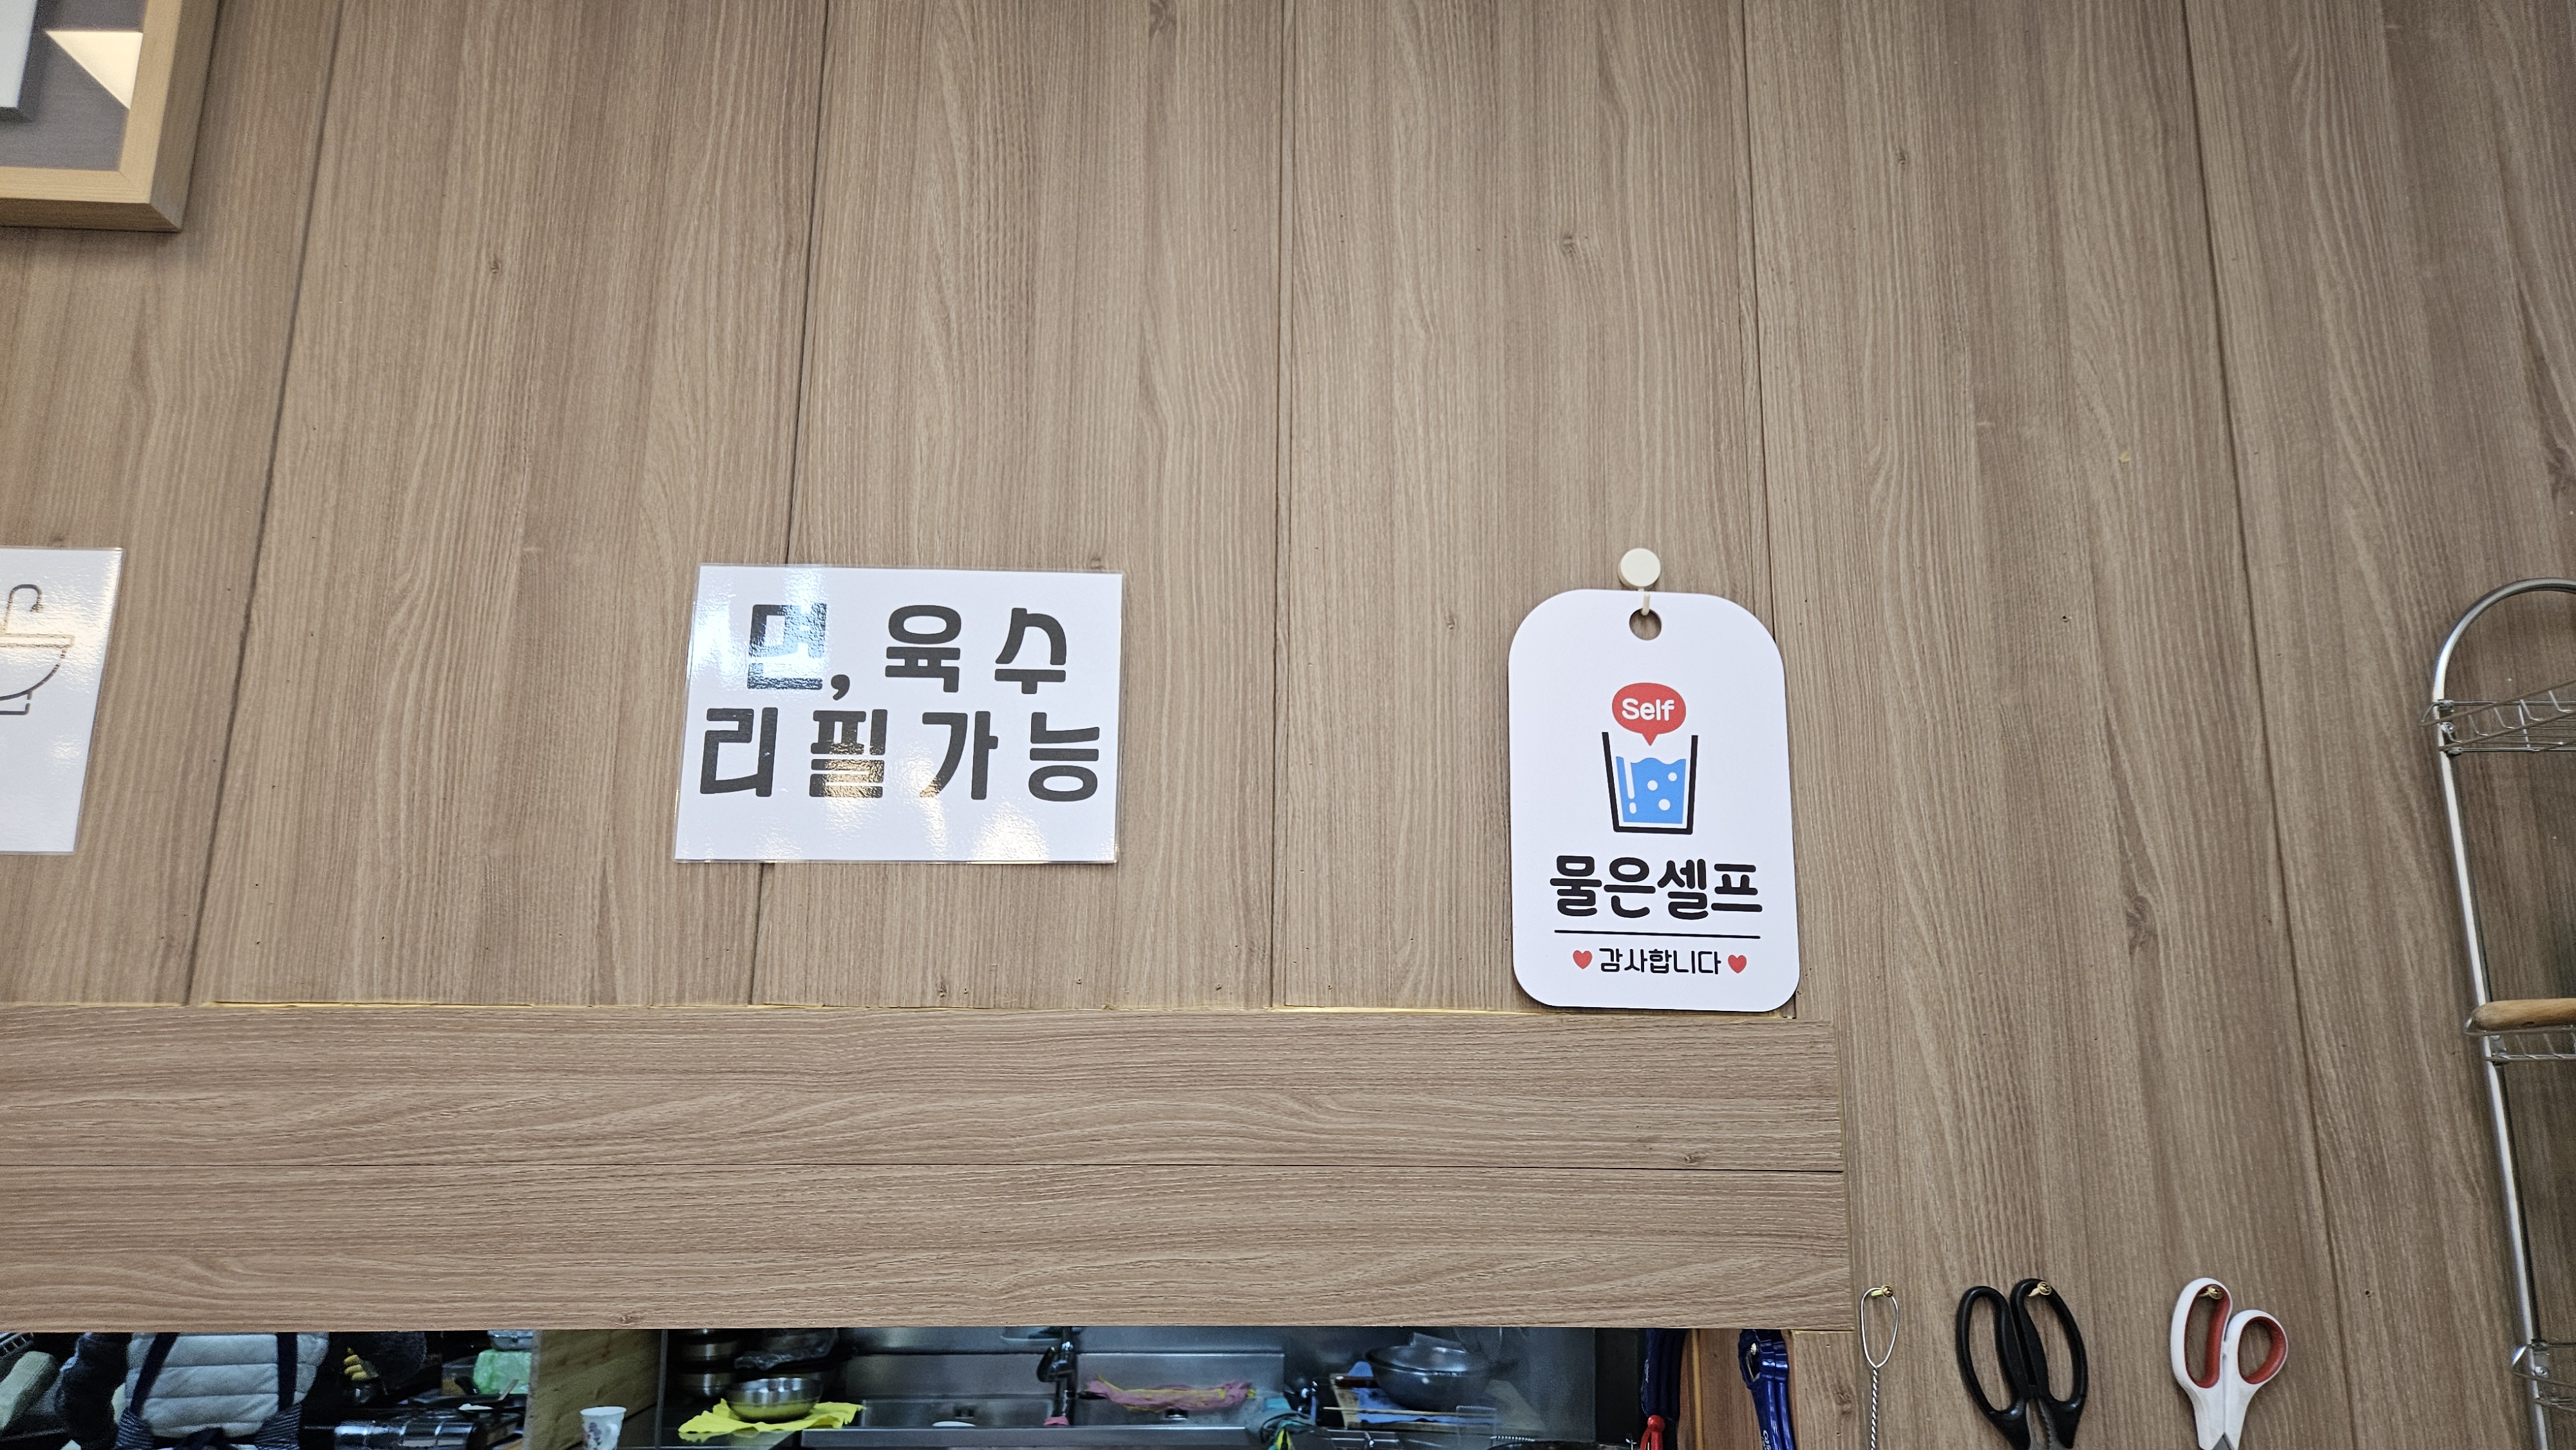 면, 육수
리필가능
Self
물은셀프
감사합니다